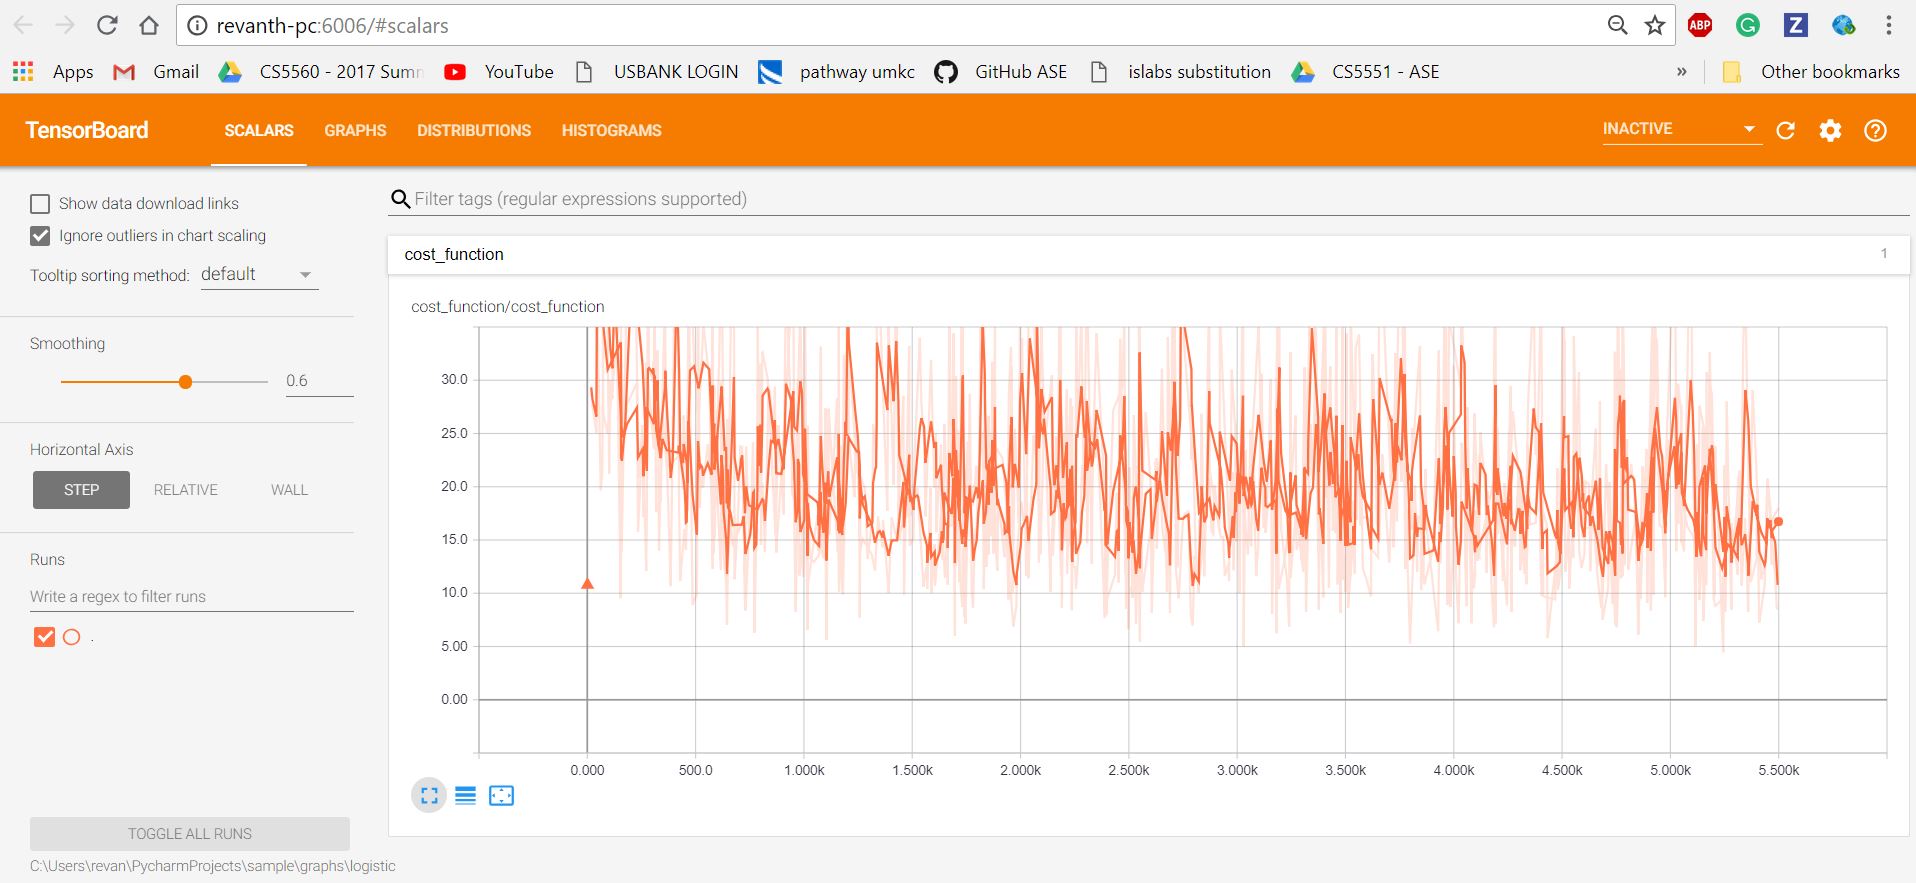 revanth-pc:6006/#scalars
ABP G Z
Apps Gmail CS5560 - 2017 Sum YouTube USBANK LOGIN pathway umkc GitHub ASE islabs substitution CS5551 - ASE » Other bookmarks
TensorBoard SCALARS GRAPHS DISTRIBUTIONS HISTOGRAMS INACTIVE
Show data download links
Ignore outliers in chart scaling
Tooltip sorting method: default
Smoothing
0.6
Horizontal Axis
STEP RELATIVE WALL
Runs
Write a regex to filter runs
.
TOGGLE ALL RUNS
C:\Users\revan\PycharmProjects\sample\graphs\logistic
Filter tags (regular expressions supported)
cost_function 1
cost_function/cost_function
30.0
25.0
20.0
15.0
10.0
5.00
0.00
0.000 500.0 1.000k 1.500k 2.000k 2.500k 3.000k 3.500k 4.000k 4.500k 5.000k 5.500k